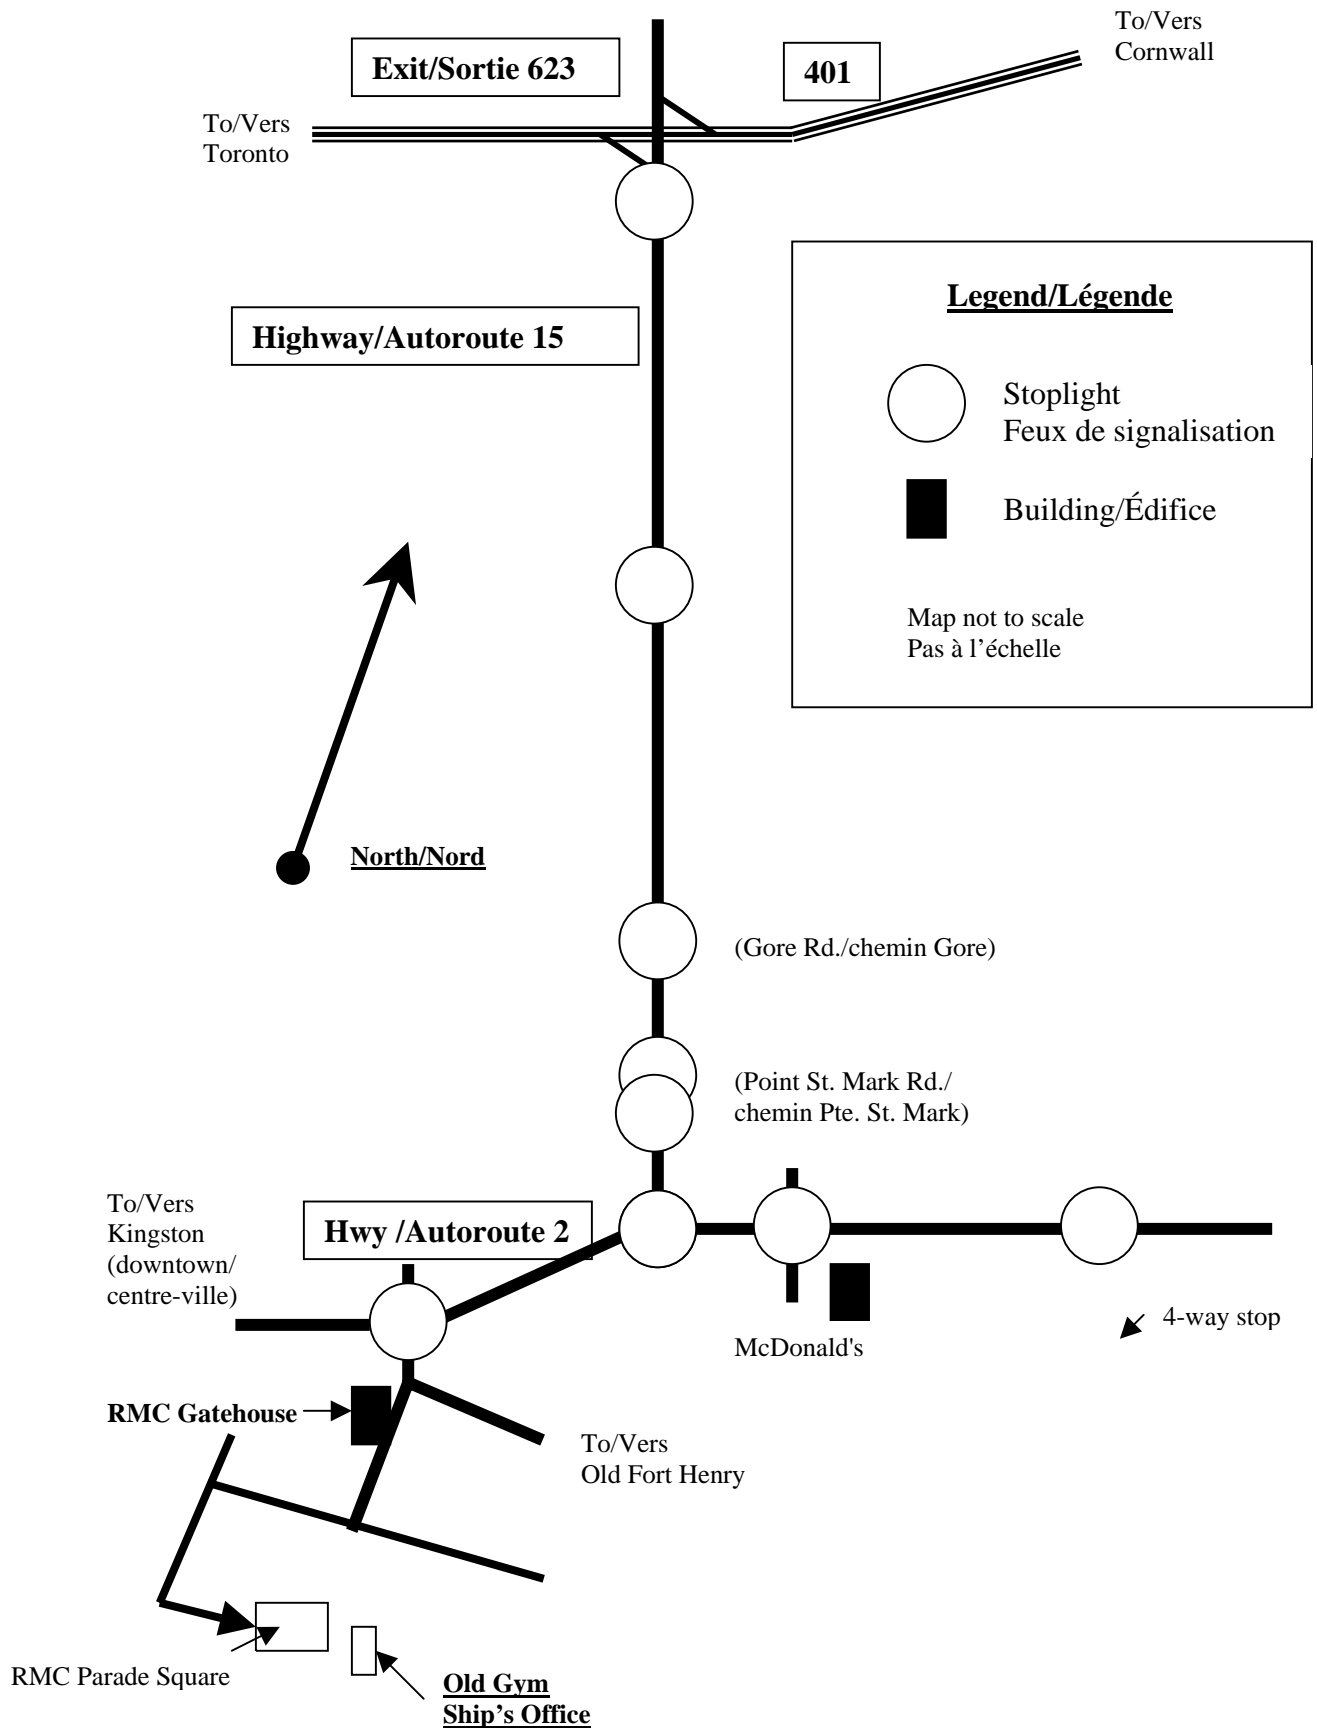 To/Vers
Cornwall
Exit/Sortie 623
401
To/Vers
Toronto
Legend/Légende
Highway/Autoroute 15
Stoplight
Feux de signalisation
Building/Édifice
Map not to scale
Pas à l'échelle
North/Nord
(Gore Rd./chemin Gore)
(Point St. Mark Rd./
chemin Pte. St. Mark)
To/Vers
Kingston
(downtown/
centre-ville)
Hwy /Autoroute 2
4-way stop
McDonald's
RMC Gatehouse
To/Vers
Old Fort Henry
RMC Parade Square
Old Gym
Ship's Office